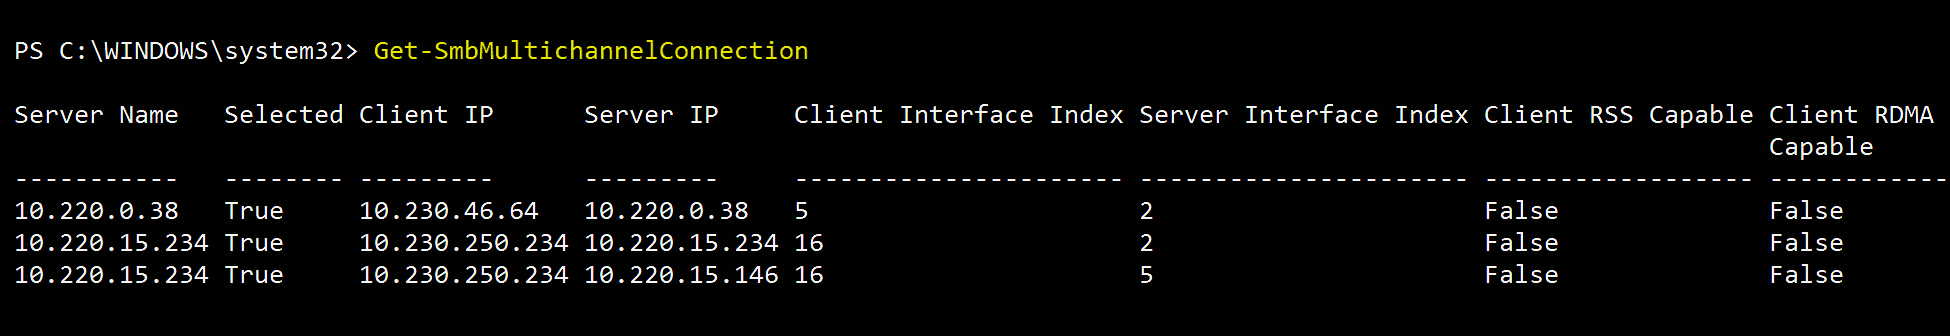 PS C:\WINDOWS\system32> Get-SmbMultichannelConnection
Server Name   Selected Client IP      Server IP     Client Interface Index Server Interface Index Client RSS Capable Client RDMA
                                                                                                                     Capable
-----------   -------- ---------      ---------     ---------------------- ---------------------- ------------------ ------------
10.220.0.38   True     10.230.46.64   10.220.0.38   5                      2                      False              False
10.220.15.234 True     10.230.250.234 10.220.15.234 16                     2                      False              False
10.220.15.234 True     10.230.250.234 10.220.15.146 16                     5                      False              False